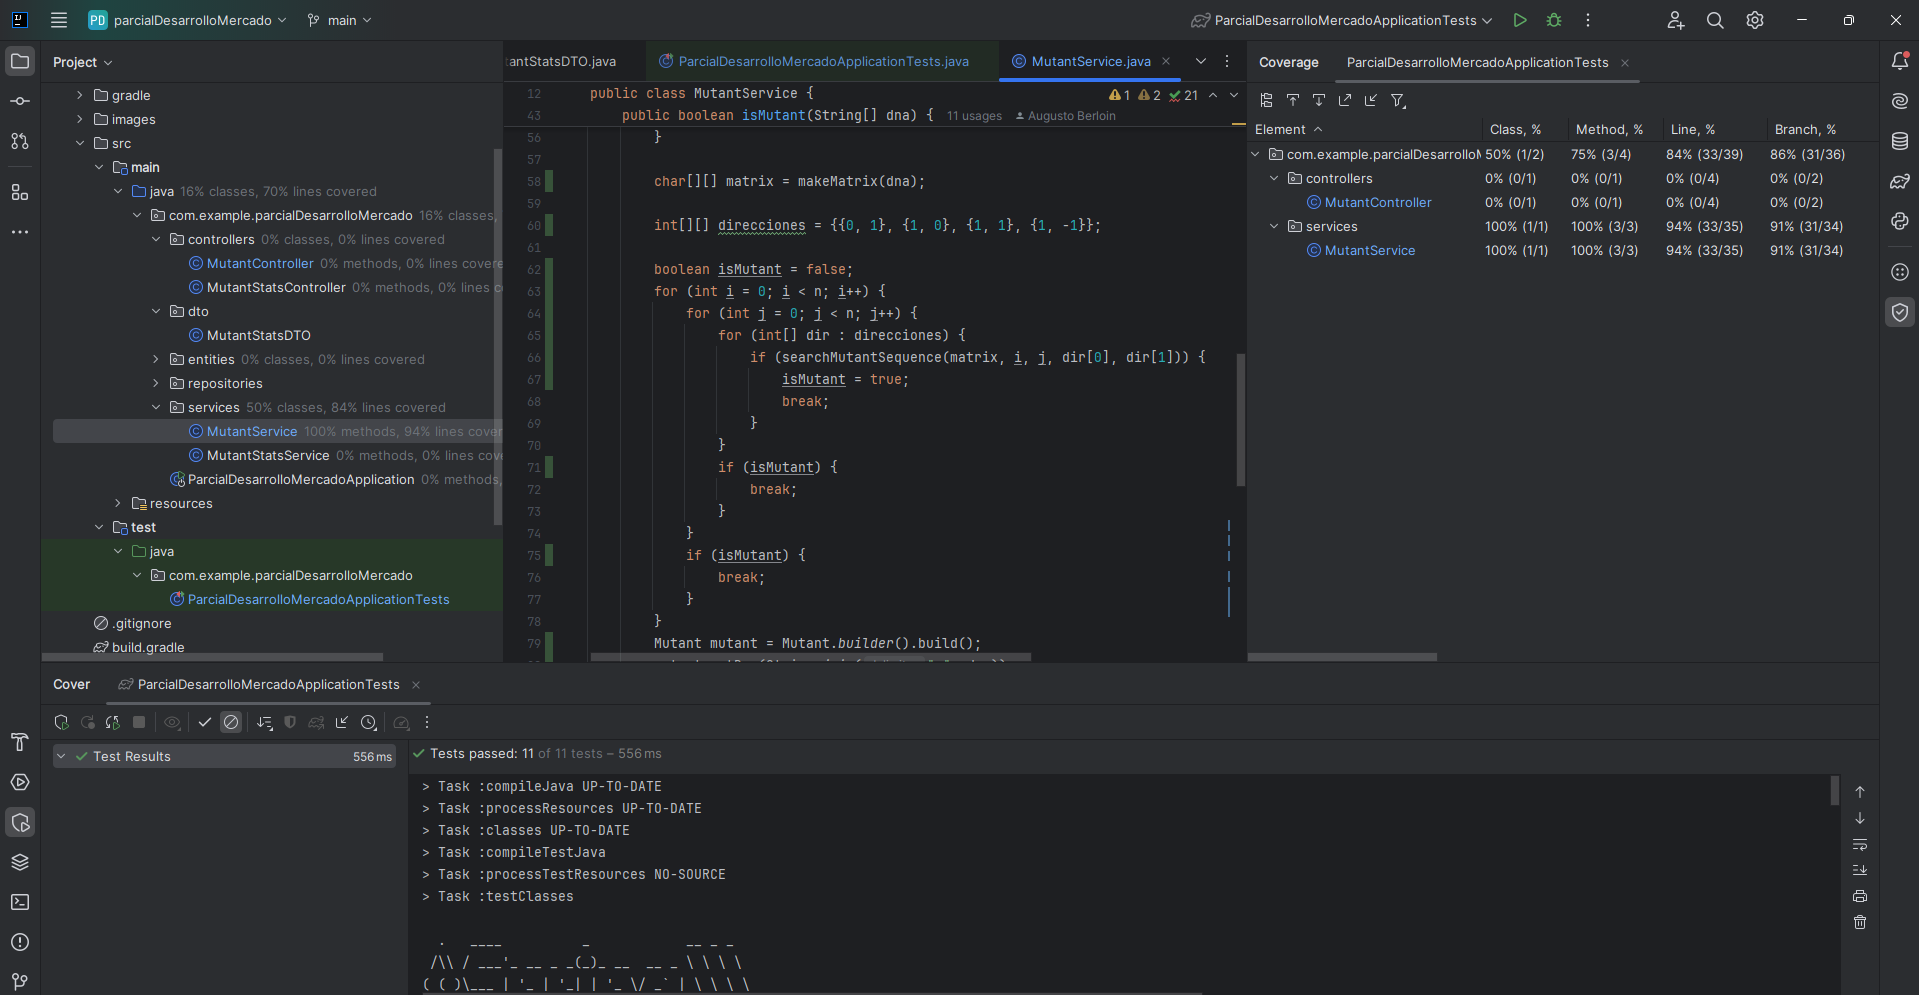 PD parcialDesarrolloMercado main ParcialDesarrolloMercadoApplicationTests
Project
gradle
images
src
main
java 16% classes, 70% lines covered
com.example.parcialDesarrolloMercado 16% classes,
controllers 0% classes, 0% lines covered
MutantController 0% methods, 0% lines covere
MutantStatsController 0% methods, 0% lines c
dto
MutantStatsDTO
entities 0% classes, 0% lines covered
repositories
services 50% classes, 84% lines covered
MutantService 100% methods, 94% lines cover
MutantStatsService 0% methods, 0% lines cov
ParcialDesarrolloMercadoApplication 0% methods,
resources
test
java
com.example.parcialDesarrolloMercado
ParcialDesarrolloMercadoApplicationTests
.gitignore
build.gradle
antStatsDTO.java ParcialDesarrolloMercadoApplicationTests.java MutantService.java
1 2 21
12 public class MutantService {
43 public boolean isMutant(String[] dna) { 11 usages Augusto Berloin
56 }
57
58 char[][] matrix = makeMatrix(dna);
59
60 int[][] direcciones = {{0, 1}, {1, 0}, {1, 1}, {1, -1}};
61
62 boolean isMutant = false;
63 for (int i = 0; i < n; i++) {
64 for (int j = 0; j < n; j++) {
65 for (int[] dir : direcciones) {
66 if (searchMutantSequence(matrix, i, j, dir[0], dir[1])) {
67 isMutant = true;
68 break;
69 }
70 }
71 if (isMutant) {
72 break;
73 }
74 }
75 if (isMutant) {
76 break;
77 }
78 }
79 Mutant mutant = Mutant.builder().build();
Coverage ParcialDesarrolloMercadoApplicationTests
Element Class, % Method, % Line, % Branch, %
com.example.parcialDesarrolloM 50% (1/2) 75% (3/4) 84% (33/39) 86% (31/36)
controllers 0% (0/1) 0% (0/1) 0% (0/4) 0% (0/2)
MutantController 0% (0/1) 0% (0/1) 0% (0/4) 0% (0/2)
services 100% (1/1) 100% (3/3) 94% (33/35) 91% (31/34)
MutantService 100% (1/1) 100% (3/3) 94% (33/35) 91% (31/34)
Cover ParcialDesarrolloMercadoApplicationTests
Test Results 556 ms
Tests passed: 11 of 11 tests – 556 ms
> Task :compileJava UP-TO-DATE
> Task :processResources UP-TO-DATE
> Task :classes UP-TO-DATE
> Task :compileTestJava
> Task :processTestResources NO-SOURCE
> Task :testClasses